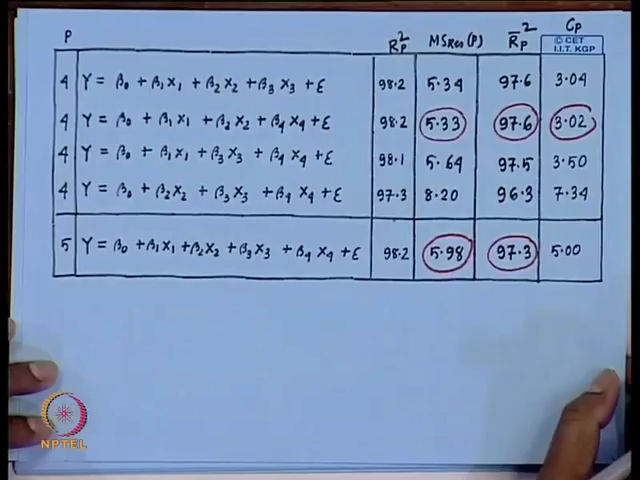 P R²ₚ MSRes(P) R̄²ₚ Cₚ
© CET
I.I.T. KGP
4 Y = β₀ + β₁x₁ + β₂x₂ + β₃x₃ + ε 98.2 5.34 97.6 3.04
4 Y = β₀ + β₁x₁ + β₂x₂ + β₄x₄ + ε 98.2 5.33 97.6 3.02
4 Y = β₀ + β₁x₁ + β₃x₃ + β₄x₄ + ε 98.1 5.64 97.5 3.50
4 Y = β₀ + β₂x₂ + β₃x₃ + β₄x₄ + ε 97.3 8.20 96.3 7.34
5 Y = β₀ + β₁x₁ + β₂x₂ + β₃x₃ + β₄x₄ + ε 98.2 5.98 97.3 5.00
NPTEL